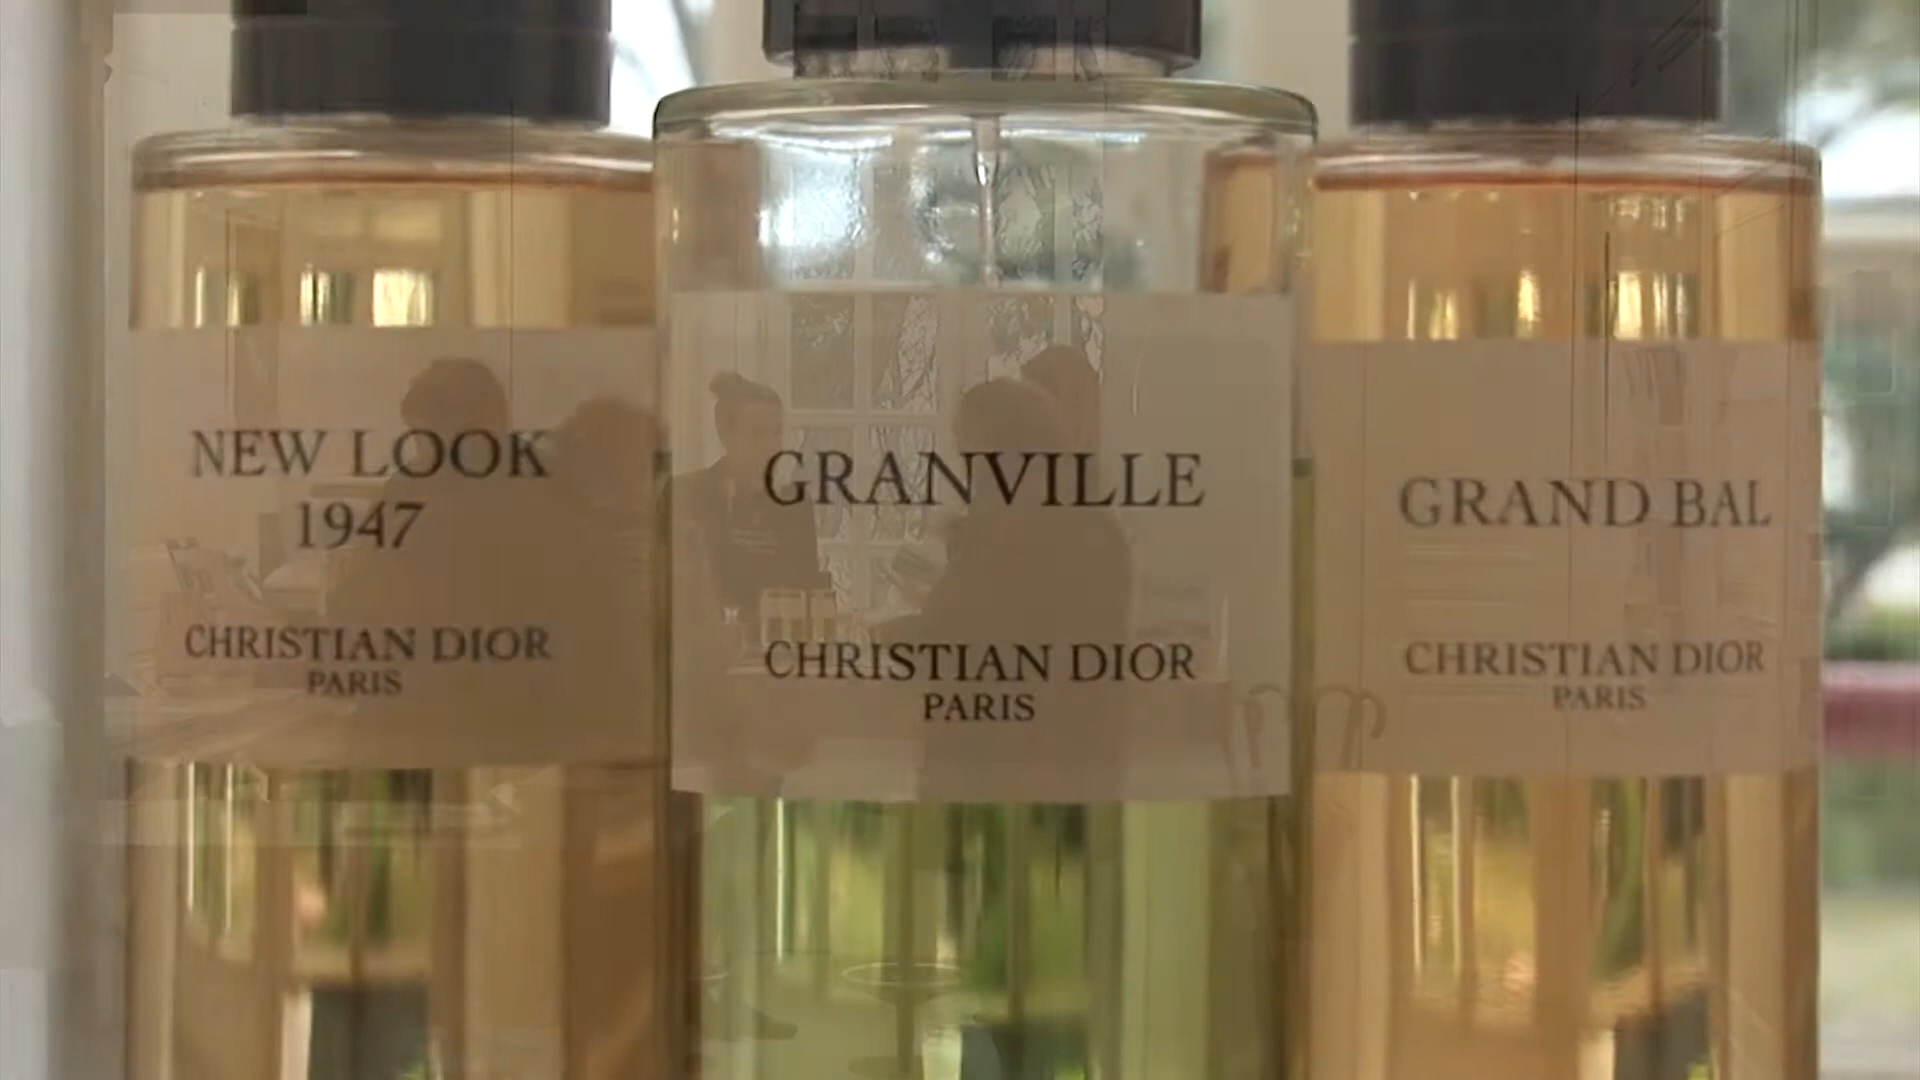 NEW LOOK
1947
CHRISTIAN DIOR
PARIS
GRANVILLE
CHRISTIAN DIOR
PARIS
GRAND BAL
CHRISTIAN DIOR
PARIS